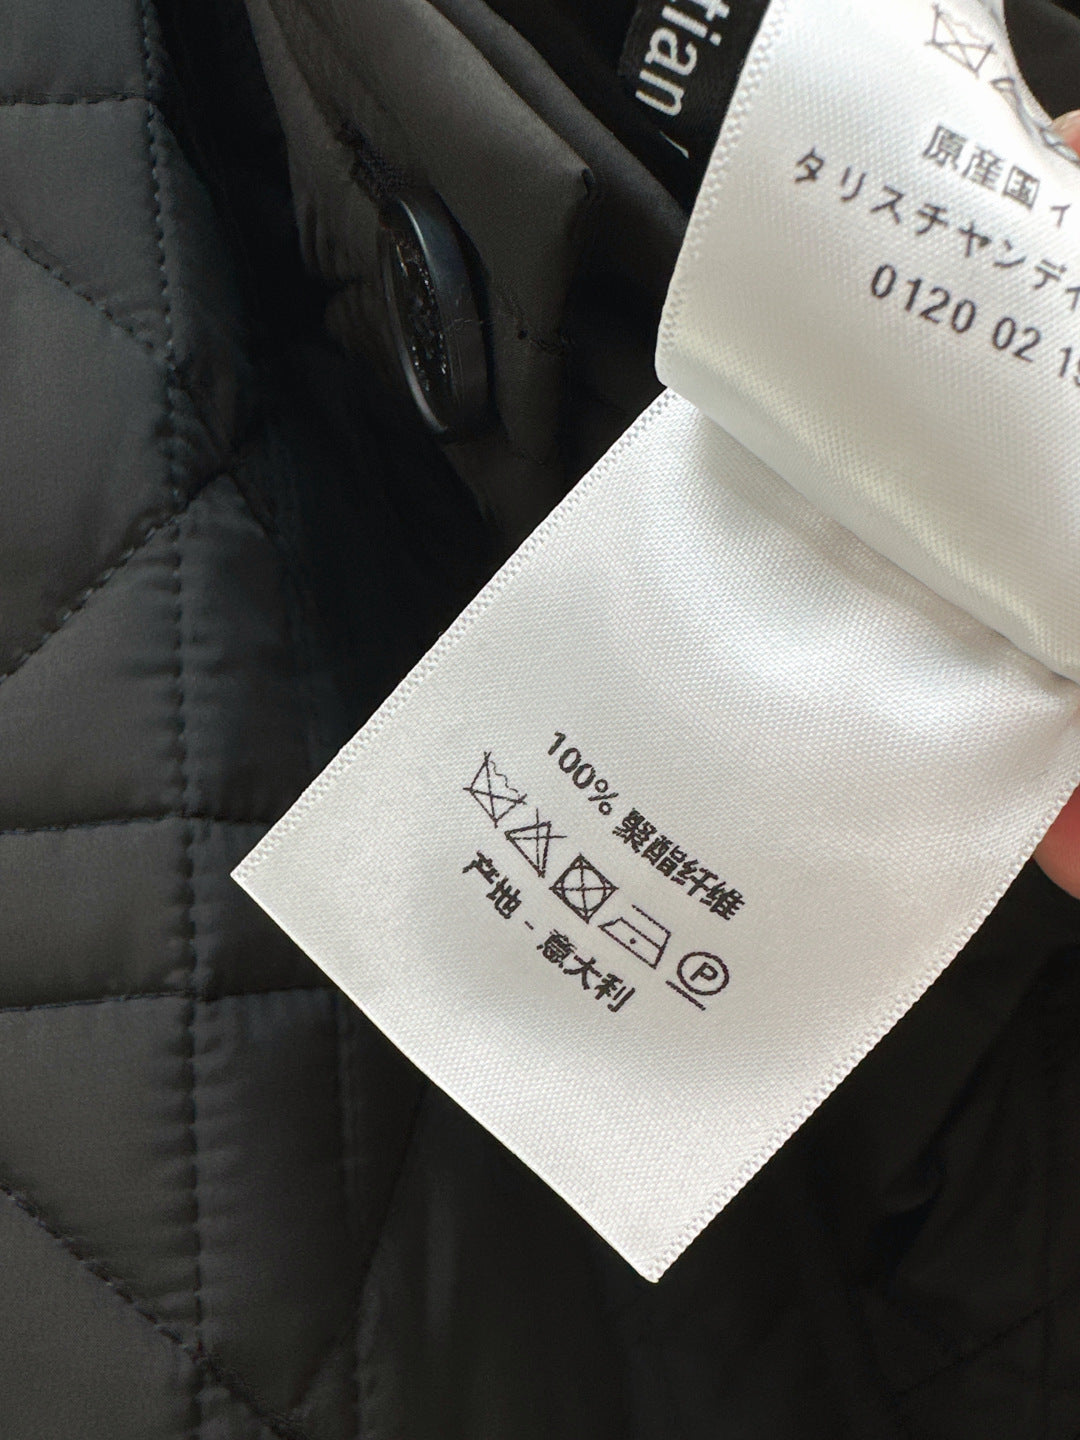 tian
原産国 イ
タリスチャンディ
0120 02 19
100% 聚酯纤维
P
产地 - 意大利